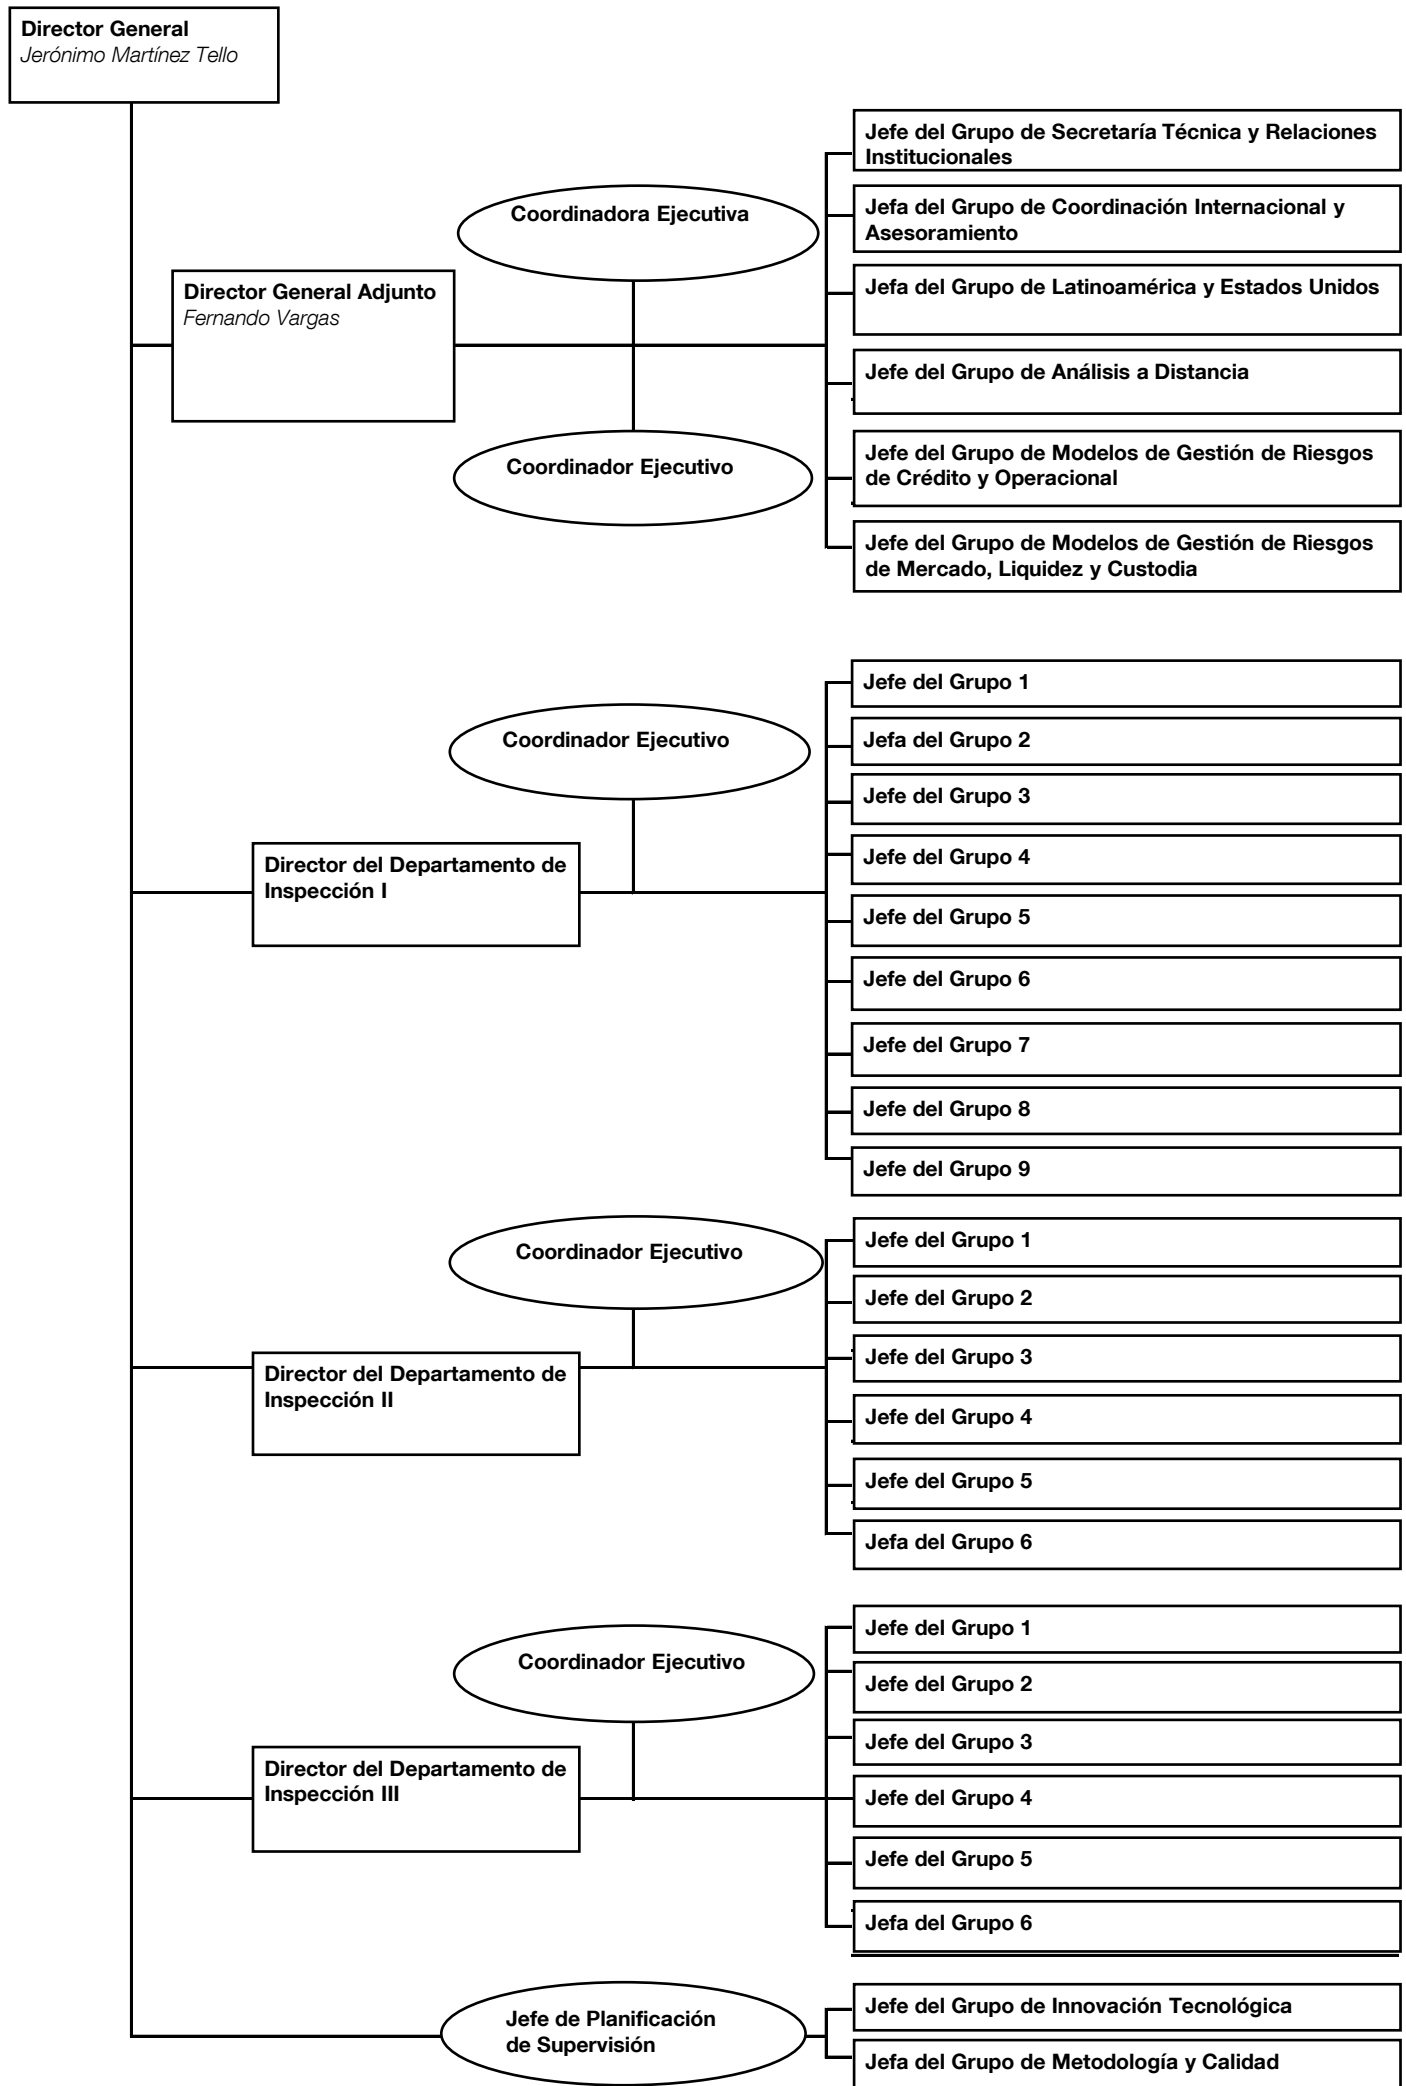 Director General
Jerónimo Martínez Tello
Jefe del Grupo de Secretaría Técnica y Relaciones
Institucionales
Coordinadora Ejecutiva
Jefa del Grupo de Coordinación Internacional y
Asesoramiento
Director General Adjunto
Fernando Vargas
Jefa del Grupo de Latinoamérica y Estados Unidos
Jefe del Grupo de Análisis a Distancia
Coordinador Ejecutivo
Jefe del Grupo de Modelos de Gestión de Riesgos
de Crédito y Operacional
Jefe del Grupo de Modelos de Gestión de Riesgos
de Mercado, Liquidez y Custodia
Jefe del Grupo 1
Coordinador Ejecutivo
Jefa del Grupo 2
Jefe del Grupo 3
Director del Departamento de
Inspección I
Jefe del Grupo 4
Jefe del Grupo 5
Jefe del Grupo 6
Jefe del Grupo 7
Jefe del Grupo 8
Jefe del Grupo 9
Coordinador Ejecutivo
Jefe del Grupo 1
Jefe del Grupo 2
Jefe del Grupo 3
Director del Departamento de
Inspección II
Jefe del Grupo 4
Jefe del Grupo 5
Jefa del Grupo 6
Jefe del Grupo 1
Coordinador Ejecutivo
Jefe del Grupo 2
Jefe del Grupo 3
Director del Departamento de
Inspección III
Jefe del Grupo 4
Jefe del Grupo 5
Jefa del Grupo 6
Jefe de Planificación
de Supervisión
Jefe del Grupo de Innovación Tecnológica
Jefa del Grupo de Metodología y Calidad